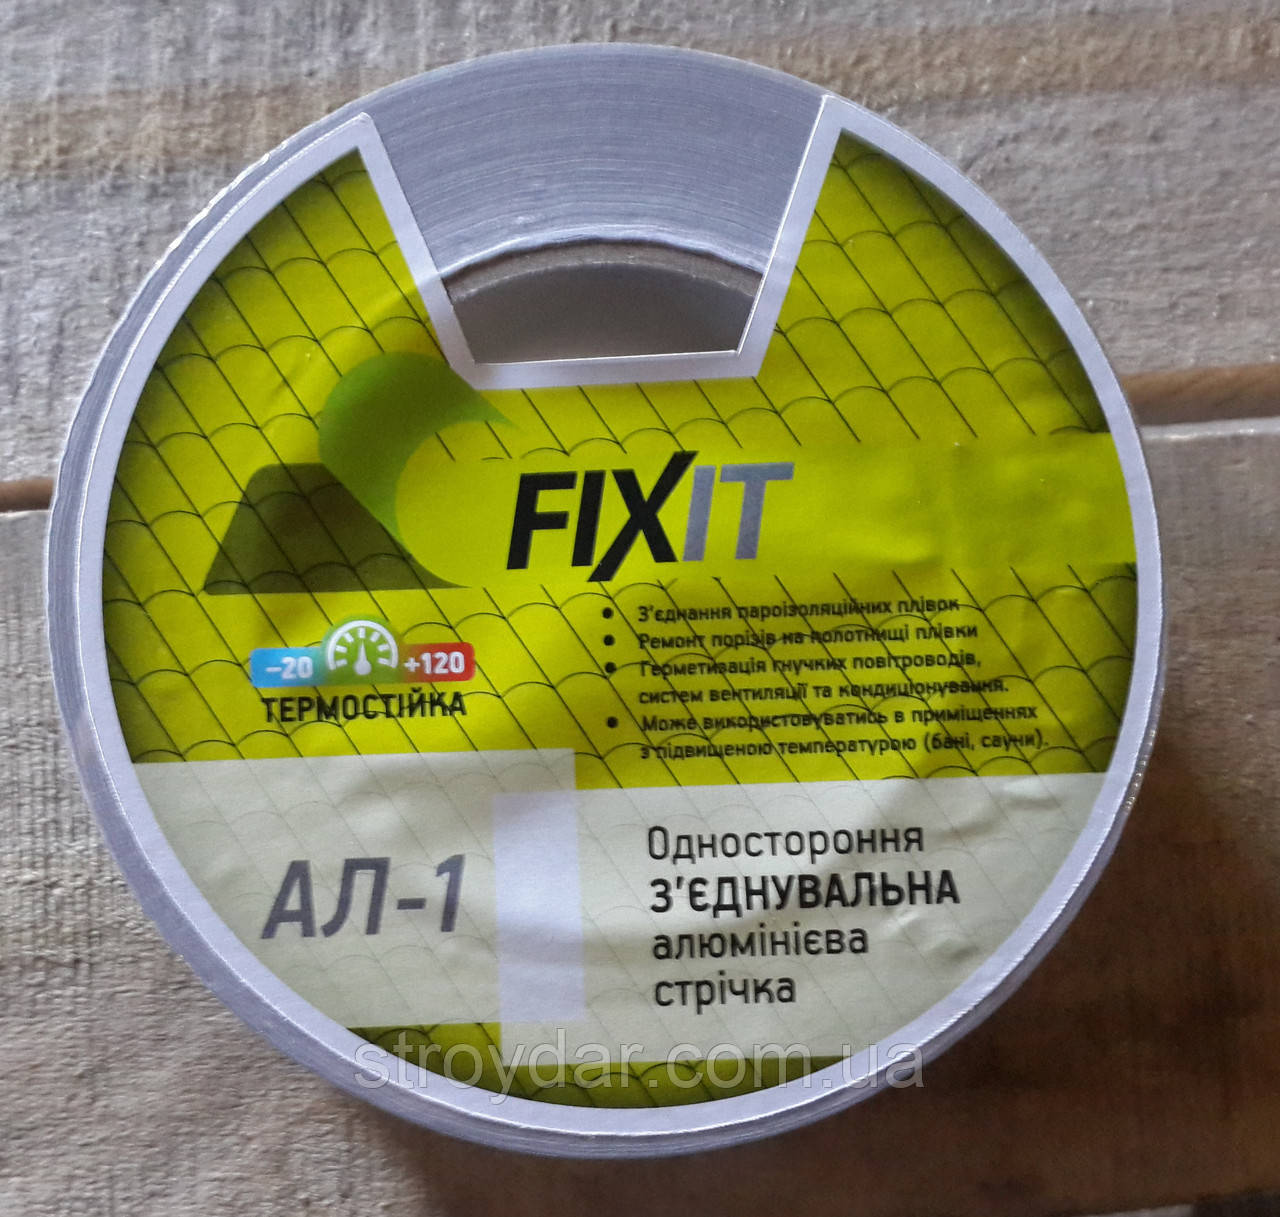 FIXIT
• З'єднання пароізоляційних плівок
• Ремонт порізів на полотнищі плівки
• Герметизація гнучких повітроводів,
систем вентиляції та кондиціонування.
• Може використовуватись в приміщеннях
з підвищеною температурою (бані, сауни).
-20 +120
ТЕРМОСТІЙКА
АЛ-1
Одностороння
З'ЄДНУВАЛЬНА
алюмінієва
стрічка
stroydar.com.ua